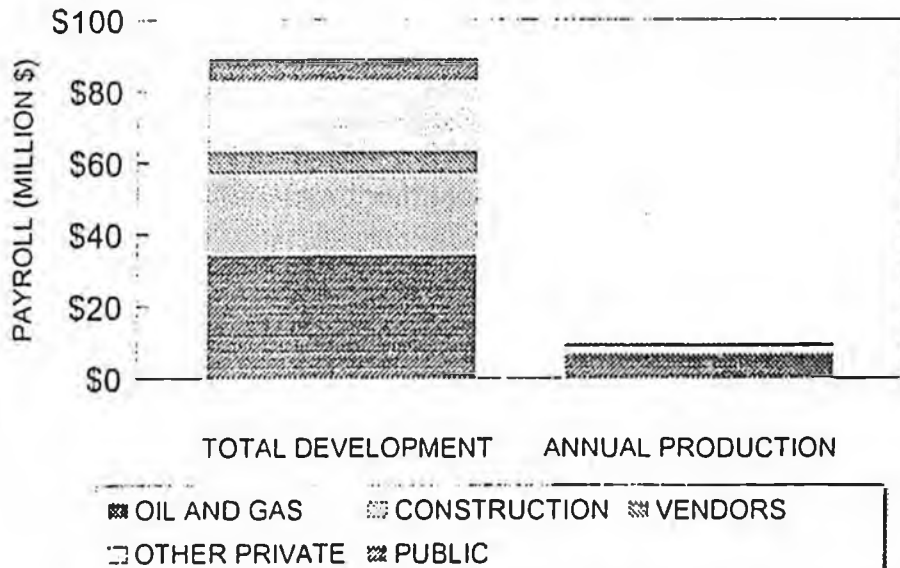 PAYROLL (MILLION $)
$100
$80
$60
$40
$20
$0
TOTAL DEVELOPMENT ANNUAL PRODUCTION
OIL AND GAS CONSTRUCTION VENDORS
OTHER PRIVATE PUBLIC